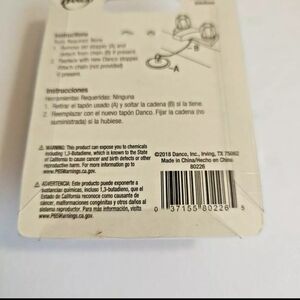 Instructions
Tools Required: None
1. Remove old stopper (A) and
detach from chain (B) if present.
2. Replace with new Danco stopper.
Attach chain (not provided)
if present.
B
A
Instrucciones
Herramientas Requeridas: Ninguna
1. Retirar el tapón usado (A) y soltar la cadena (B) si la tiene.
2. Reemplazar con el nuevo tapón Danco. Fijar la cadena (no
suministrada) si la hubiese.
WARNING: This product can expose you to chemicals
including 1,3-Butadiene, which is known to the State
of California to cause cancer and birth defects or other
reproductive harm. For more information go to
www.P65Warnings.ca.gov.
ADVERTENCIA: Este producto puede exponerte a
sustancias químicas, incluso 1,3-butadieno, que el Estado
de California reconoce como causante de
cáncer, malformaciones congénitas y otros daños al
sistema reproductor. Para más información, visita
www.P65Warnings.ca.gov.
©2018 Danco, Inc., Irving, TX 75062
Made in China/Hecho en China
80226
0 37155 80226 5